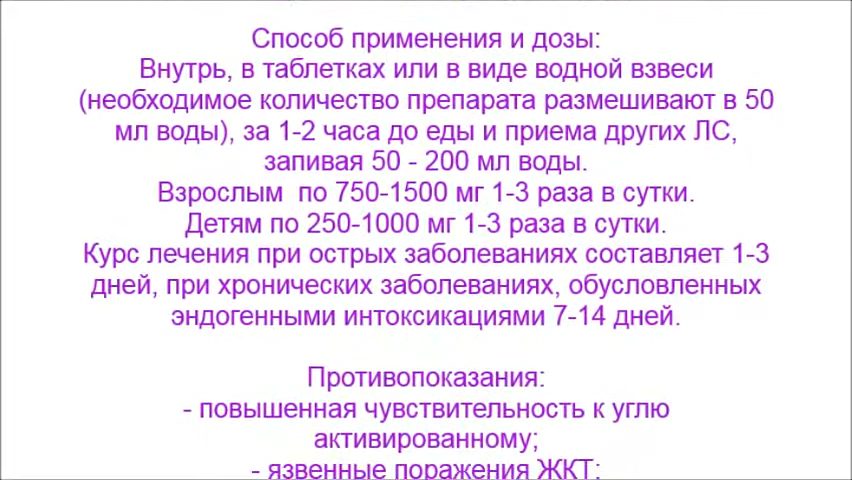 Способ применения и дозы:
Внутрь, в таблетках или в виде водной взвеси
(необходимое количество препарата размешивают в 50
мл воды), за 1-2 часа до еды и приема других ЛС,
запивая 50 - 200 мл воды.
Взрослым по 750-1500 мг 1-3 раза в сутки.
Детям по 250-1000 мг 1-3 раза в сутки.
Курс лечения при острых заболеваниях составляет 1-3
дней, при хронических заболеваниях, обусловленных
эндогенными интоксикациями 7-14 дней.
Противопоказания:
- повышенная чувствительность к углю
активированному;
- язвенные поражения ЖКТ;